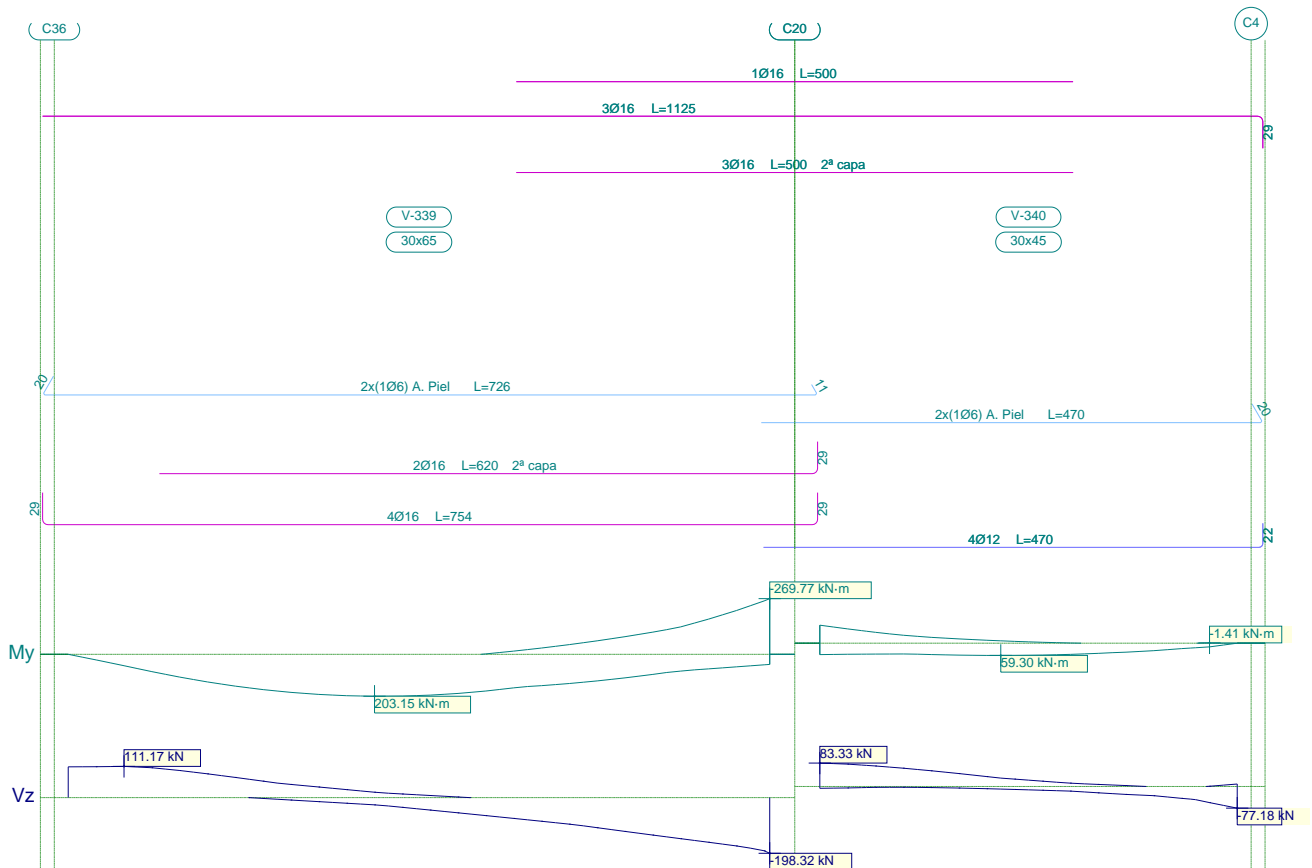 C36
C20
C4
1Ø16 L=500
3Ø16 L=1125
29
3Ø16 L=500 2ª capa
V-339
30x65
V-340
30x45
20
2x(1Ø6) A. Piel L=726
11
2x(1Ø6) A. Piel L=470
20
2Ø16 L=620 2ª capa
29
29
4Ø16 L=754
29
4Ø12 L=470
22
-269.77 kN·m
My
-1.41 kN·m
59.30 kN·m
203.15 kN·m
111.17 kN
83.33 kN
Vz
-77.18 kN
-198.32 kN